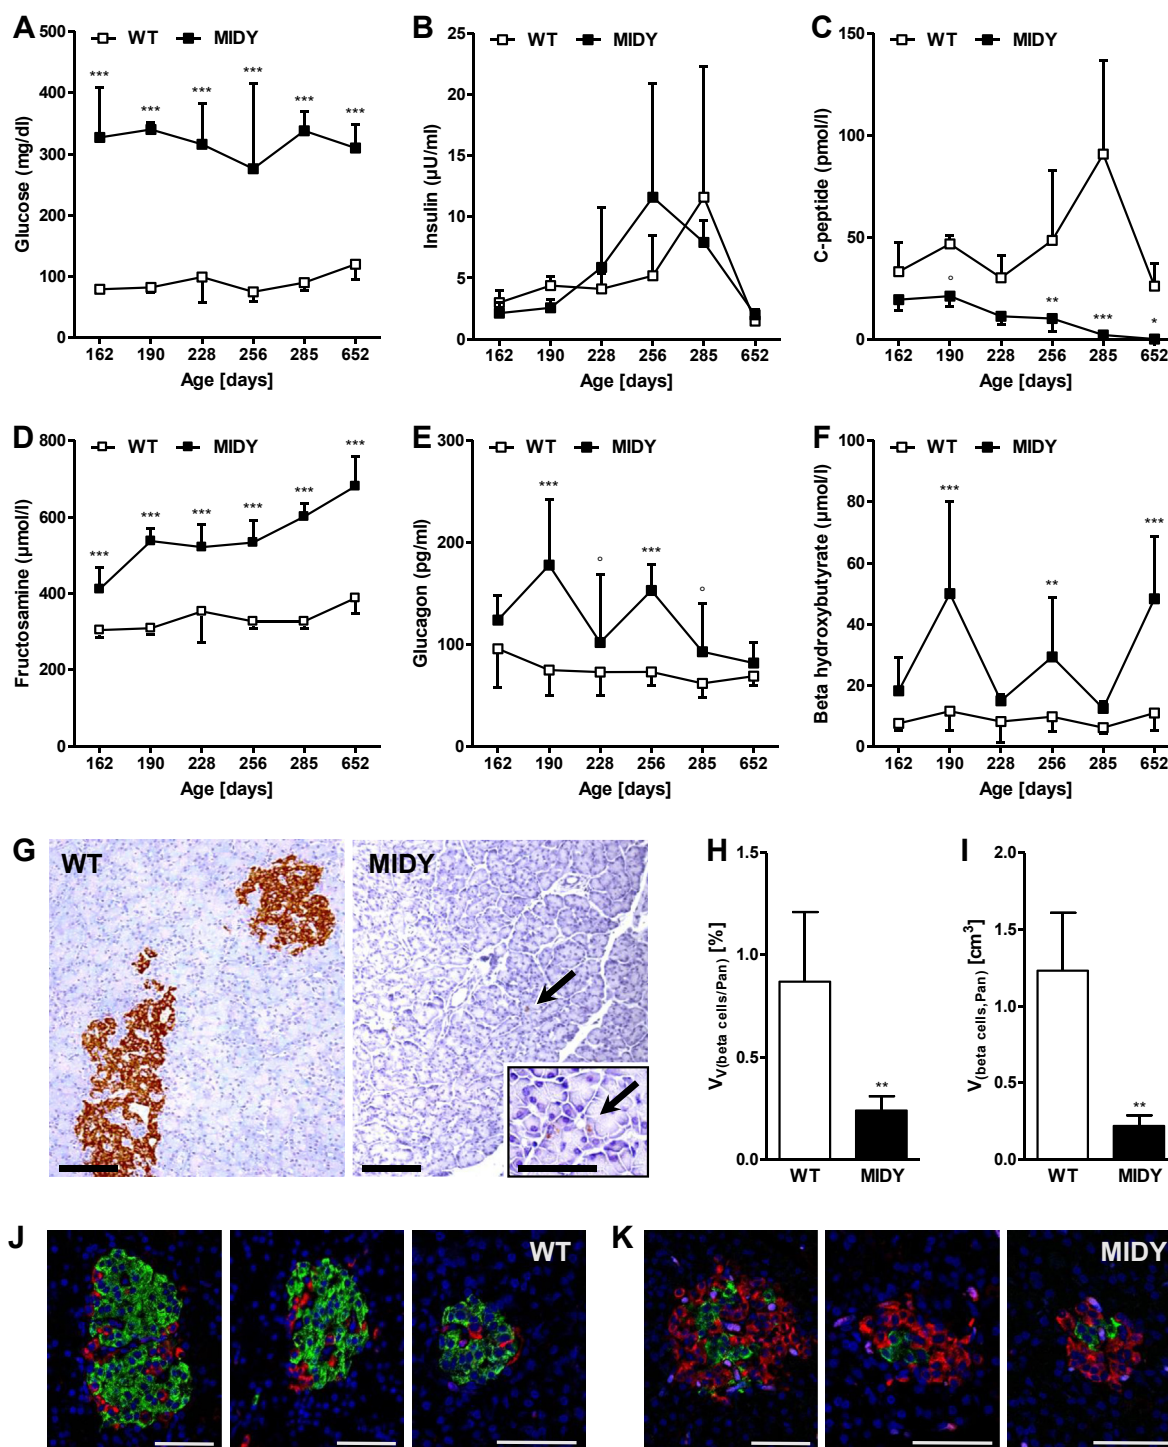 A
500
WT MIDY
400
300
200
100
0
Glucose (mg/dl)
*** *** *** *** *** ***
162 190 228 256 285 652
Age [days]
B
25
WT MIDY
20
15
10
5
0
Insulin (µU/ml)
162 190 228 256 285 652
Age [days]
C
150
WT MIDY
100
50
0
C-peptide (pmol/l)
° ** *** *
162 190 228 256 285 652
Age [days]
D
800
WT MIDY
600
400
200
0
Fructosamine (µmol/l)
*** *** *** *** *** ***
162 190 228 256 285 652
Age [days]
E
300
WT MIDY
200
100
0
Glucagon (pg/ml)
*** ° *** °
162 190 228 256 285 652
Age [days]
F
100
WT MIDY
80
60
40
20
0
Beta hydroxybutyrate (µmol/l)
*** ** ***
162 190 228 256 285 652
Age [days]
G
WT
MIDY
H
1.5
1.0
0.5
0.0
VV(beta cells/Pan) [%]
**
WT MIDY
I
2.0
1.5
1.0
0.5
0.0
V(beta cells,Pan) [cm³]
**
WT MIDY
J
WT
K
MIDY